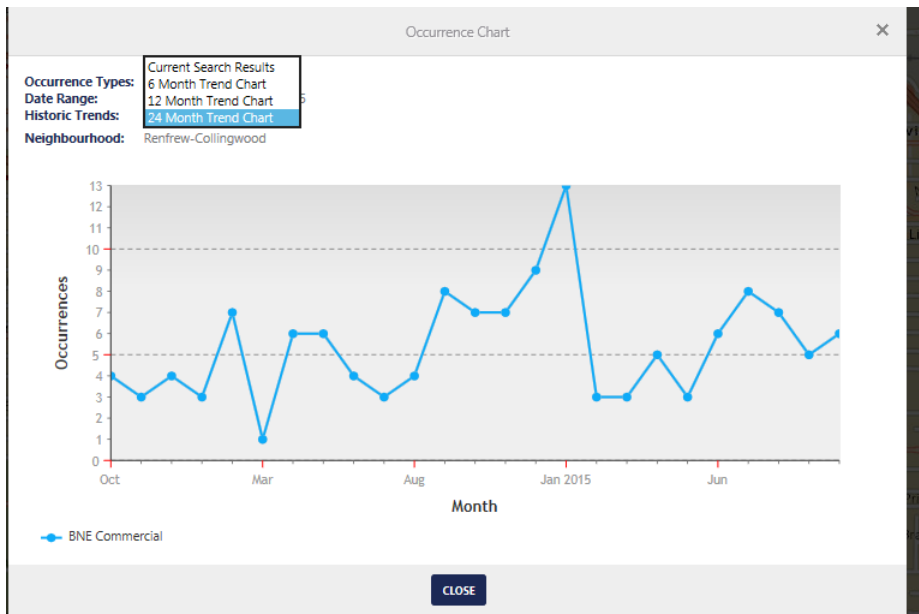 Occurrence Chart
Current Search Results
Occurrence Types: 6 Month Trend Chart
Date Range: 12 Month Trend Chart
Historic Trends: 24 Month Trend Chart
Neighbourhood: Renfrew-Collingwood
13
12
11
10
9
8
7
6
5
4
3
2
1
0
Occurrences
Oct Mar Aug Jan 2015 Jun
Month
BNE Commercial
CLOSE